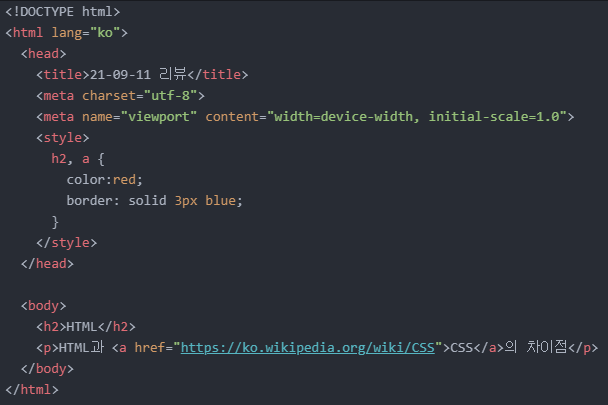 <!DOCTYPE html>
<html lang="ko">
  <head>
    <title>21-09-11 리뷰</title>
    <meta charset="utf-8">
    <meta name="viewport" content="width=device-width, initial-scale=1.0">
    <style>
      h2, a {
        color:red;
        border: solid 3px blue;
      }
    </style>
  </head>

  <body>
    <h2>HTML</h2>
    <p>HTML과 <a href="https://ko.wikipedia.org/wiki/CSS">CSS</a>의 차이점</p>
  </body>
</html>